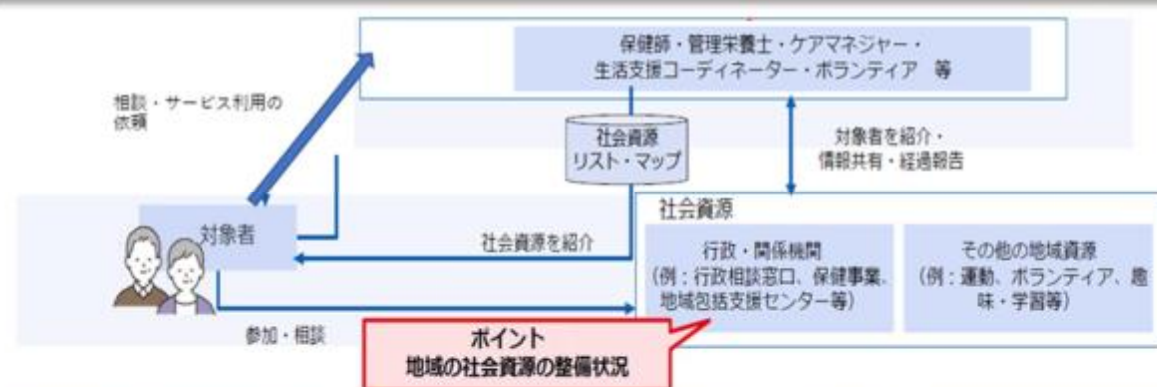 保健師・管理栄養士・ケアマネジャー・
生活支援コーディネーター・ボランティア 等
相談・サービス利用の
依頼
社会資源
リスト・マップ
対象者を紹介・
情報共有・経過報告
対象者
社会資源を紹介
社会資源
行政・関係機関
(例：行政相談窓口、保健事業、
地域包括支援センター等)
その他の地域資源
(例：運動、ボランティア、趣
味・学習等)
参加・相談
ポイント
地域の社会資源の整備状況